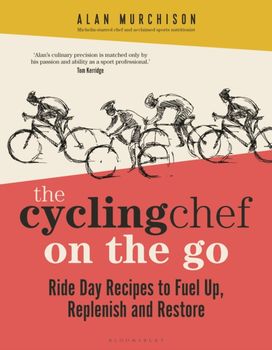 ALAN MURCHISON
Michelin-starred chef and acclaimed sports nutritionist
'Alan's culinary precision is matched only by
his passion and ability as a sport professional.'
Tom Kerridge
the
cyclingchef
on the go
Ride Day Recipes to Fuel Up,
Replenish and Restore
BLOOMSBURY